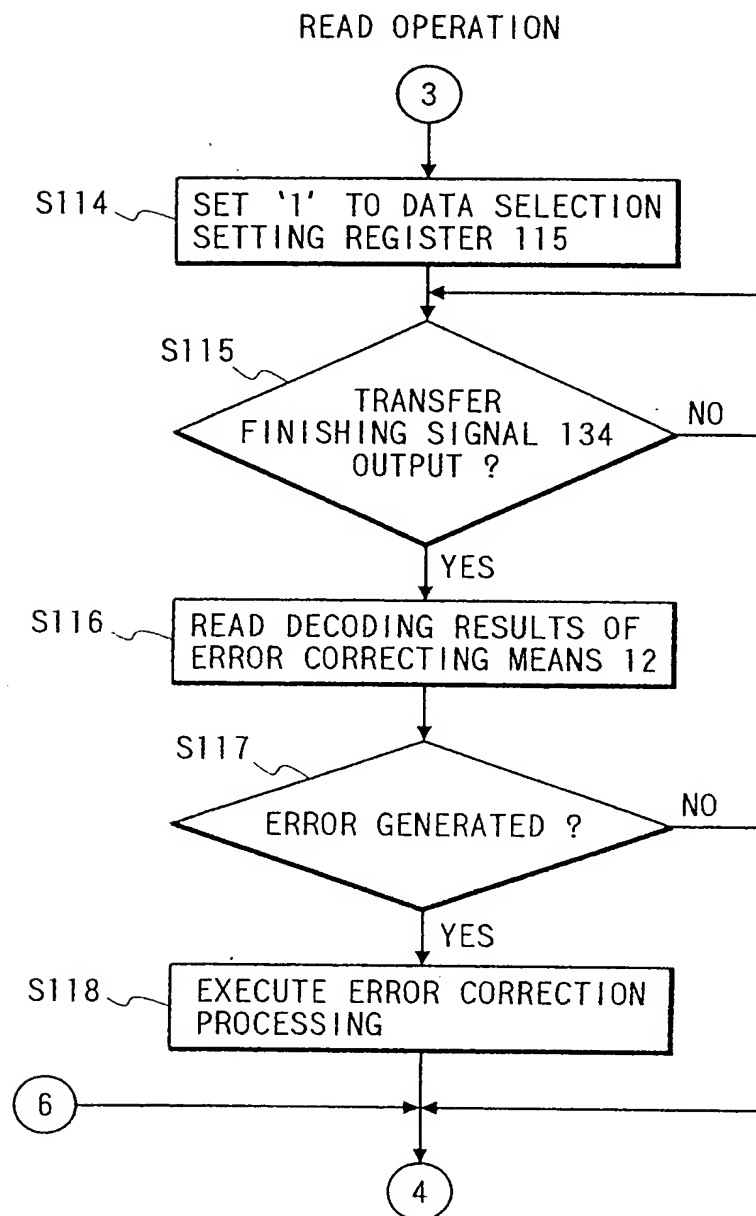 READ OPERATION
3
S114
SET '1' TO DATA SELECTION
SETTING REGISTER 115
S115
TRANSFER
FINISHING SIGNAL 134
OUTPUT ?
NO
YES
S116
READ DECODING RESULTS OF
ERROR CORRECTING MEANS 12
S117
ERROR GENERATED ?
NO
YES
S118
EXECUTE ERROR CORRECTION
PROCESSING
6
4